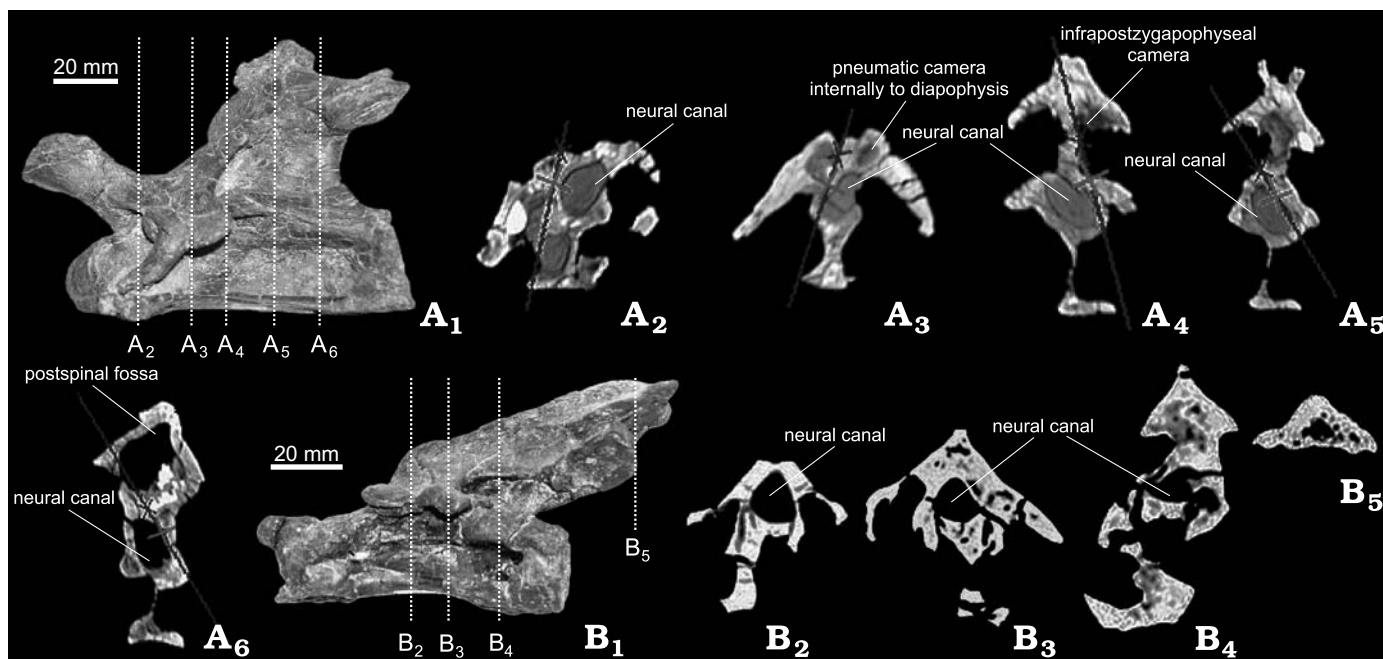 20 mm
A1
A2
A3
A4
A5
A6
neural canal
A2
pneumatic camera
internally to diapophysis
neural canal
A3
infrapostzygapophyseal
camera
A4
neural canal
A5
postspinal fossa
neural canal
A6
20 mm
B2
B3
B4
B5
B1
neural canal
B2
neural canal
B3
B4
B5